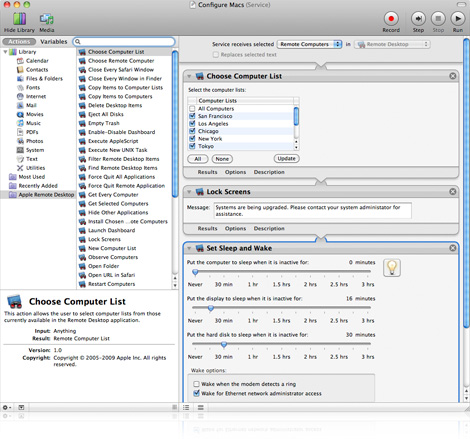 Configure Macs (Service)
Hide Library Media Record Step Stop Run
Actions Variables
Service receives selected Remote Computers in Remote Desktop
Replaces selected text
Library
Calendar
Contacts
Files & Folders
Fonts
Internet
Mail
Movies
Music
PDFs
Photos
System
Text
Utilities
Most Used
Recently Added
Apple Remote Desktop
Choose Computer List
Choose Remote Computer
Close Every Safari Window
Close Every Window in Finder
Copy Items to Computer Lists
Copy Items to Computers
Delete Desktop Items
Eject All Disks
Empty Trash
Enable-Disable Dashboard
Execute AppleScript
Execute New UNIX Task
Filter Remote Desktop Items
Find Remote Desktop Items
Force Quit All Applications
Force Quit Remote Application
Get Every Computer
Get Selected Computers
Hide Other Applications
Install Chosen ...ote Computers
Launch Dashboard
Lock Screens
New Computer List
Observe Computers
Open Folder
Open URL in Safari
Restart Computers
Choose Computer List
Select the computer lists:
Computer Lists
All Computers
San Francisco
Los Angeles
Chicago
New York
Tokyo
All None Update
Results Options Description
Lock Screens
Message: Systems are being upgraded. Please contact your system administrator for
assistance.
Results Options Description
Set Sleep and Wake
Put the computer to sleep when it is inactive for: 0 minutes
Never 30 min 1 hr 1.5 hrs 2 hrs 2.5 hrs 3 hrs
Put the display to sleep when it is inactive for: 16 minutes
Never 30 min 1 hr 1.5 hrs 2 hrs 2.5 hrs 3 hrs
Put the hard disk to sleep when it is inactive for: 30 minutes
Never 30 min 1 hr 1.5 hrs 2 hrs 2.5 hrs 3 hrs
Wake options:
Wake when the modem detects a ring
Wake for Ethernet network administrator access
Choose Computer List
This action allows the user to select computer lists from those
currently available in the Remote Desktop application.
Input: Anything
Result: Remote Computer
Version: 1.0
Copyright: Copyright © 2005-2009 Apple Inc. All rights
reserved.